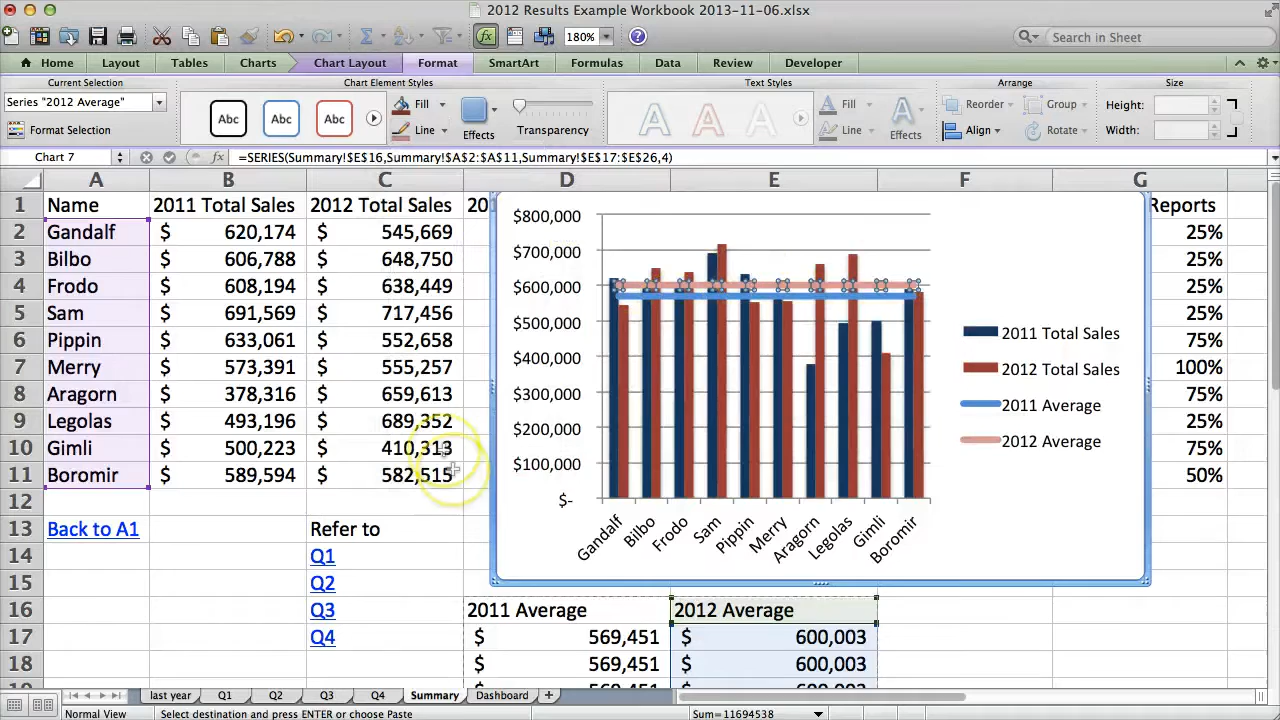 2012 Results Example Workbook 2013-11-06.xlsx
180% Search in Sheet
Home Layout Tables Charts Chart Layout Format SmartArt Formulas Data Review Developer
Current Selection Chart Element Styles Text Styles Arrange Size
Series "2012 Average" Abc Abc Abc Fill Effects Transparency A A A Fill Effects Reorder Group Height:
Format Selection Line Line Align Rotate Width:
Chart 7 fx =SERIES(Summary!$E$16,Summary!$A$2:$A$11,Summary!$E$17:$E$26,4)
A B C D E F G
1 Name 2011 Total Sales 2012 Total Sales Reports
2 Gandalf $ 620,174 $ 545,669 25%
3 Bilbo $ 606,788 $ 648,750 25%
4 Frodo $ 608,194 $ 638,449 25%
5 Sam $ 691,569 $ 717,456 25%
6 Pippin $ 633,061 $ 552,658 75%
7 Merry $ 573,391 $ 555,257 100%
8 Aragorn $ 378,316 $ 659,613 75%
9 Legolas $ 493,196 $ 689,352 25%
10 Gimli $ 500,223 $ 410,313 75%
11 Boromir $ 589,594 $ 582,515 50%
12
13 Back to A1 Refer to
14 Q1
15 Q2
16 Q3 2011 Average 2012 Average
17 Q4 $ 569,451 $ 600,003
18 $ 569,451 $ 600,003
$800,000
$700,000
$600,000
$500,000
$400,000
$300,000
$200,000
$100,000
$-
Gandalf Bilbo Frodo Sam Pippin Merry Aragorn Legolas Gimli Boromir
2011 Total Sales
2012 Total Sales
2011 Average
2012 Average
last year Q1 Q2 Q3 Q4 Summary Dashboard
Normal View Select destination and press ENTER or choose Paste Sum=11694538